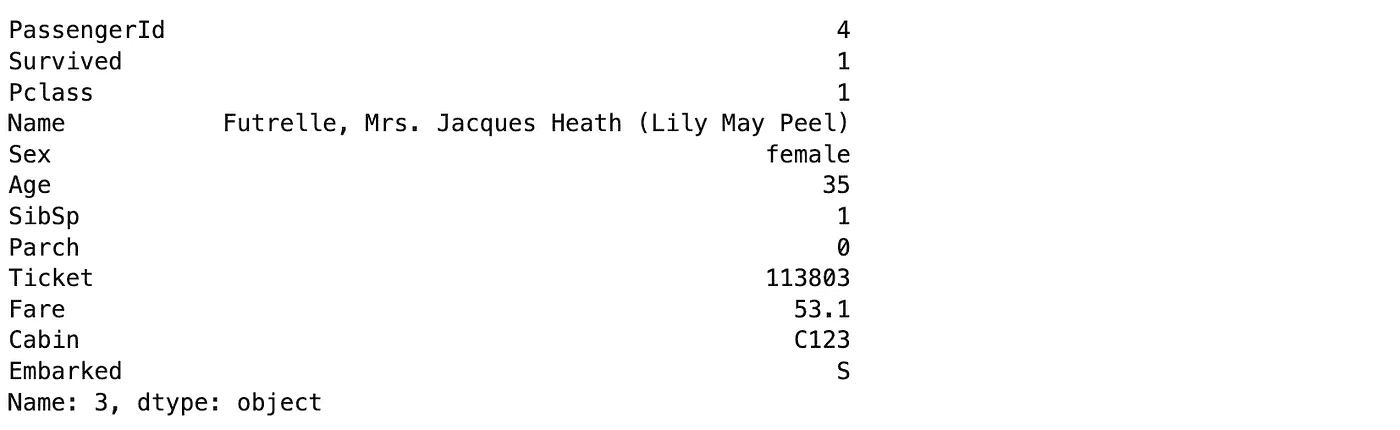 PassengerId 4
Survived 1
Pclass 1
Name Futrelle, Mrs. Jacques Heath (Lily May Peel)
Sex female
Age 35
SibSp 1
Parch 0
Ticket 113803
Fare 53.1
Cabin C123
Embarked S
Name: 3, dtype: object